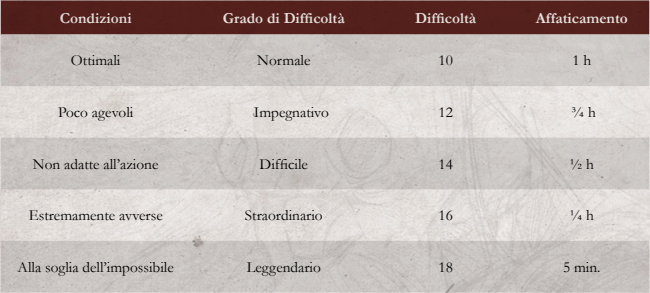 Condizioni Grado di Difficoltà Difficoltà Affaticamento
Ottimali Normale 10 1 h
Poco agevoli Impegnativo 12 ¾ h
Non adatte all'azione Difficile 14 ½ h
Estremamente avverse Straordinario 16 ¼ h
Alla soglia dell'impossibile Leggendario 18 5 min.